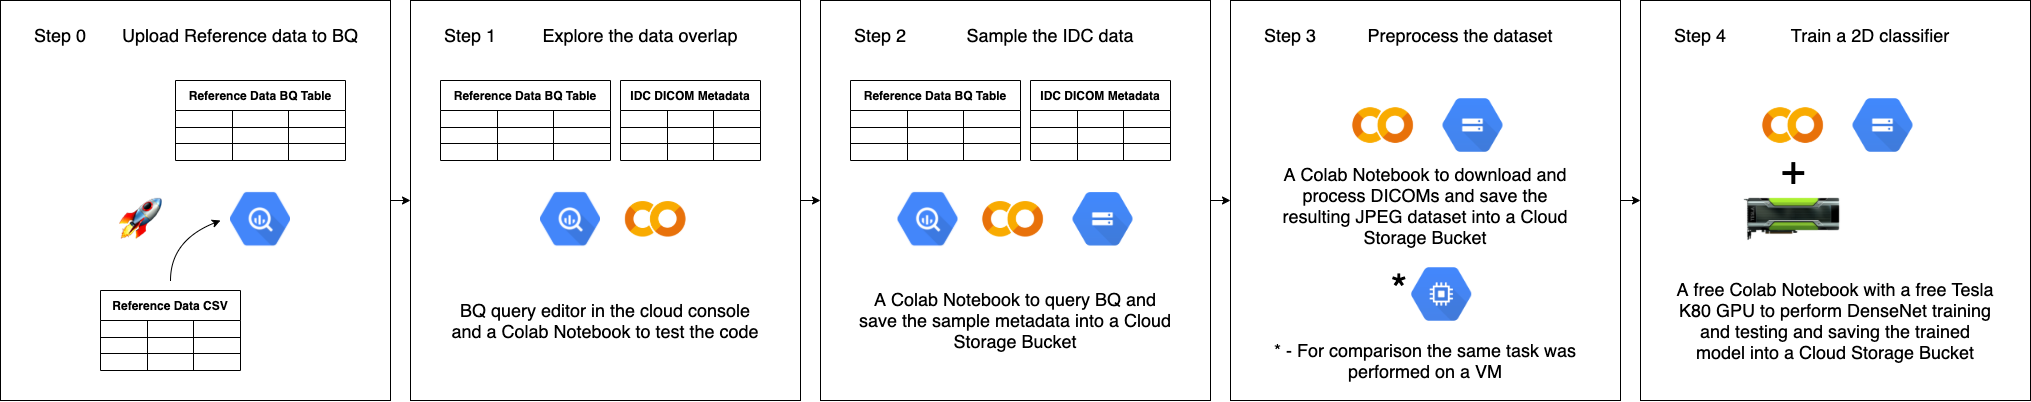 Step 0 Upload Reference data to BQ
Reference Data BQ Table
Reference Data CSV
Step 1 Explore the data overlap
Reference Data BQ Table
IDC DICOM Metadata
BQ query editor in the cloud console
and a Colab Notebook to test the code
Step 2 Sample the IDC data
Reference Data BQ Table
IDC DICOM Metadata
A Colab Notebook to query BQ and
save the sample metadata into a Cloud
Storage Bucket
Step 3 Preprocess the dataset
A Colab Notebook to download and
process DICOMs and save the
resulting JPEG dataset into a Cloud
Storage Bucket
*
* - For comparison the same task was
performed on a VM
Step 4 Train a 2D classifier
+
A free Colab Notebook with a free Tesla
K80 GPU to perform DenseNet training
and testing and saving the trained
model into a Cloud Storage Bucket